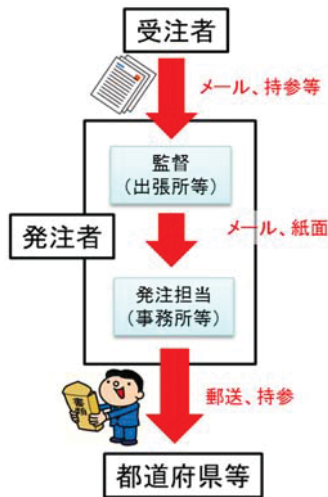 受注者
メール、持参等
監督
(出張所等)
発注者
メール、紙面
発注担当
(事務所等)
郵送、持参
都道府県等